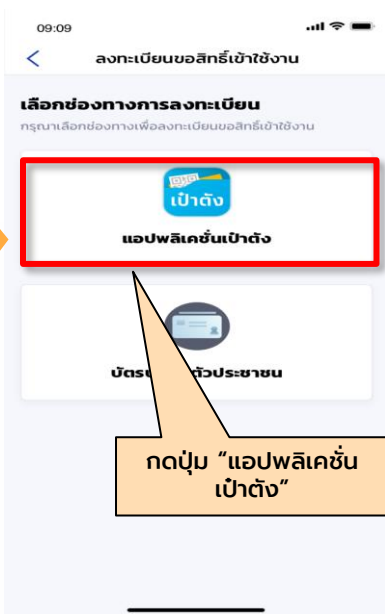 09:09
ลงทะเบียนขอสิทธิ์เข้าใช้งาน
เลือกช่องทางการลงทะเบียน
กรุณาเลือกช่องทางเพื่อลงทะเบียนขอสิทธิ์เข้าใช้งาน
เป๋าตัง
แอปพลิเคชั่นเป๋าตัง
บัตรป ตัวประชาชน
กดปุ่ม “แอปพลิเคชั่น
เป๋าตัง”